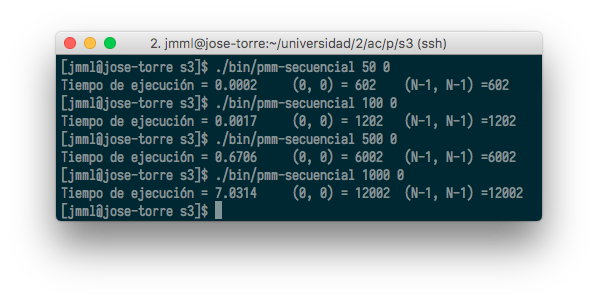 2. jmml@jose-torre:~/universidad/2/ac/p/s3 (ssh)
[jmml@jose-torre s3]$ ./bin/pmm-secuencial 50 0
Tiempo de ejecución = 0.0002    (0, 0) = 602    (N-1, N-1) =602
[jmml@jose-torre s3]$ ./bin/pmm-secuencial 100 0
Tiempo de ejecución = 0.0017    (0, 0) = 1202   (N-1, N-1) =1202
[jmml@jose-torre s3]$ ./bin/pmm-secuencial 500 0
Tiempo de ejecución = 0.6706    (0, 0) = 6002   (N-1, N-1) =6002
[jmml@jose-torre s3]$ ./bin/pmm-secuencial 1000 0
Tiempo de ejecución = 7.0314    (0, 0) = 12002  (N-1, N-1) =12002
[jmml@jose-torre s3]$